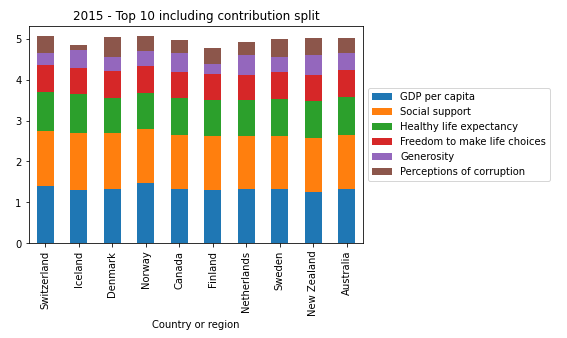 2015 - Top 10 including contribution split
5
4
3
2
1
0
Switzerland
Iceland
Denmark
Norway
Canada
Finland
Netherlands
Sweden
New Zealand
Australia
Country or region
GDP per capita
Social support
Healthy life expectancy
Freedom to make life choices
Generosity
Perceptions of corruption